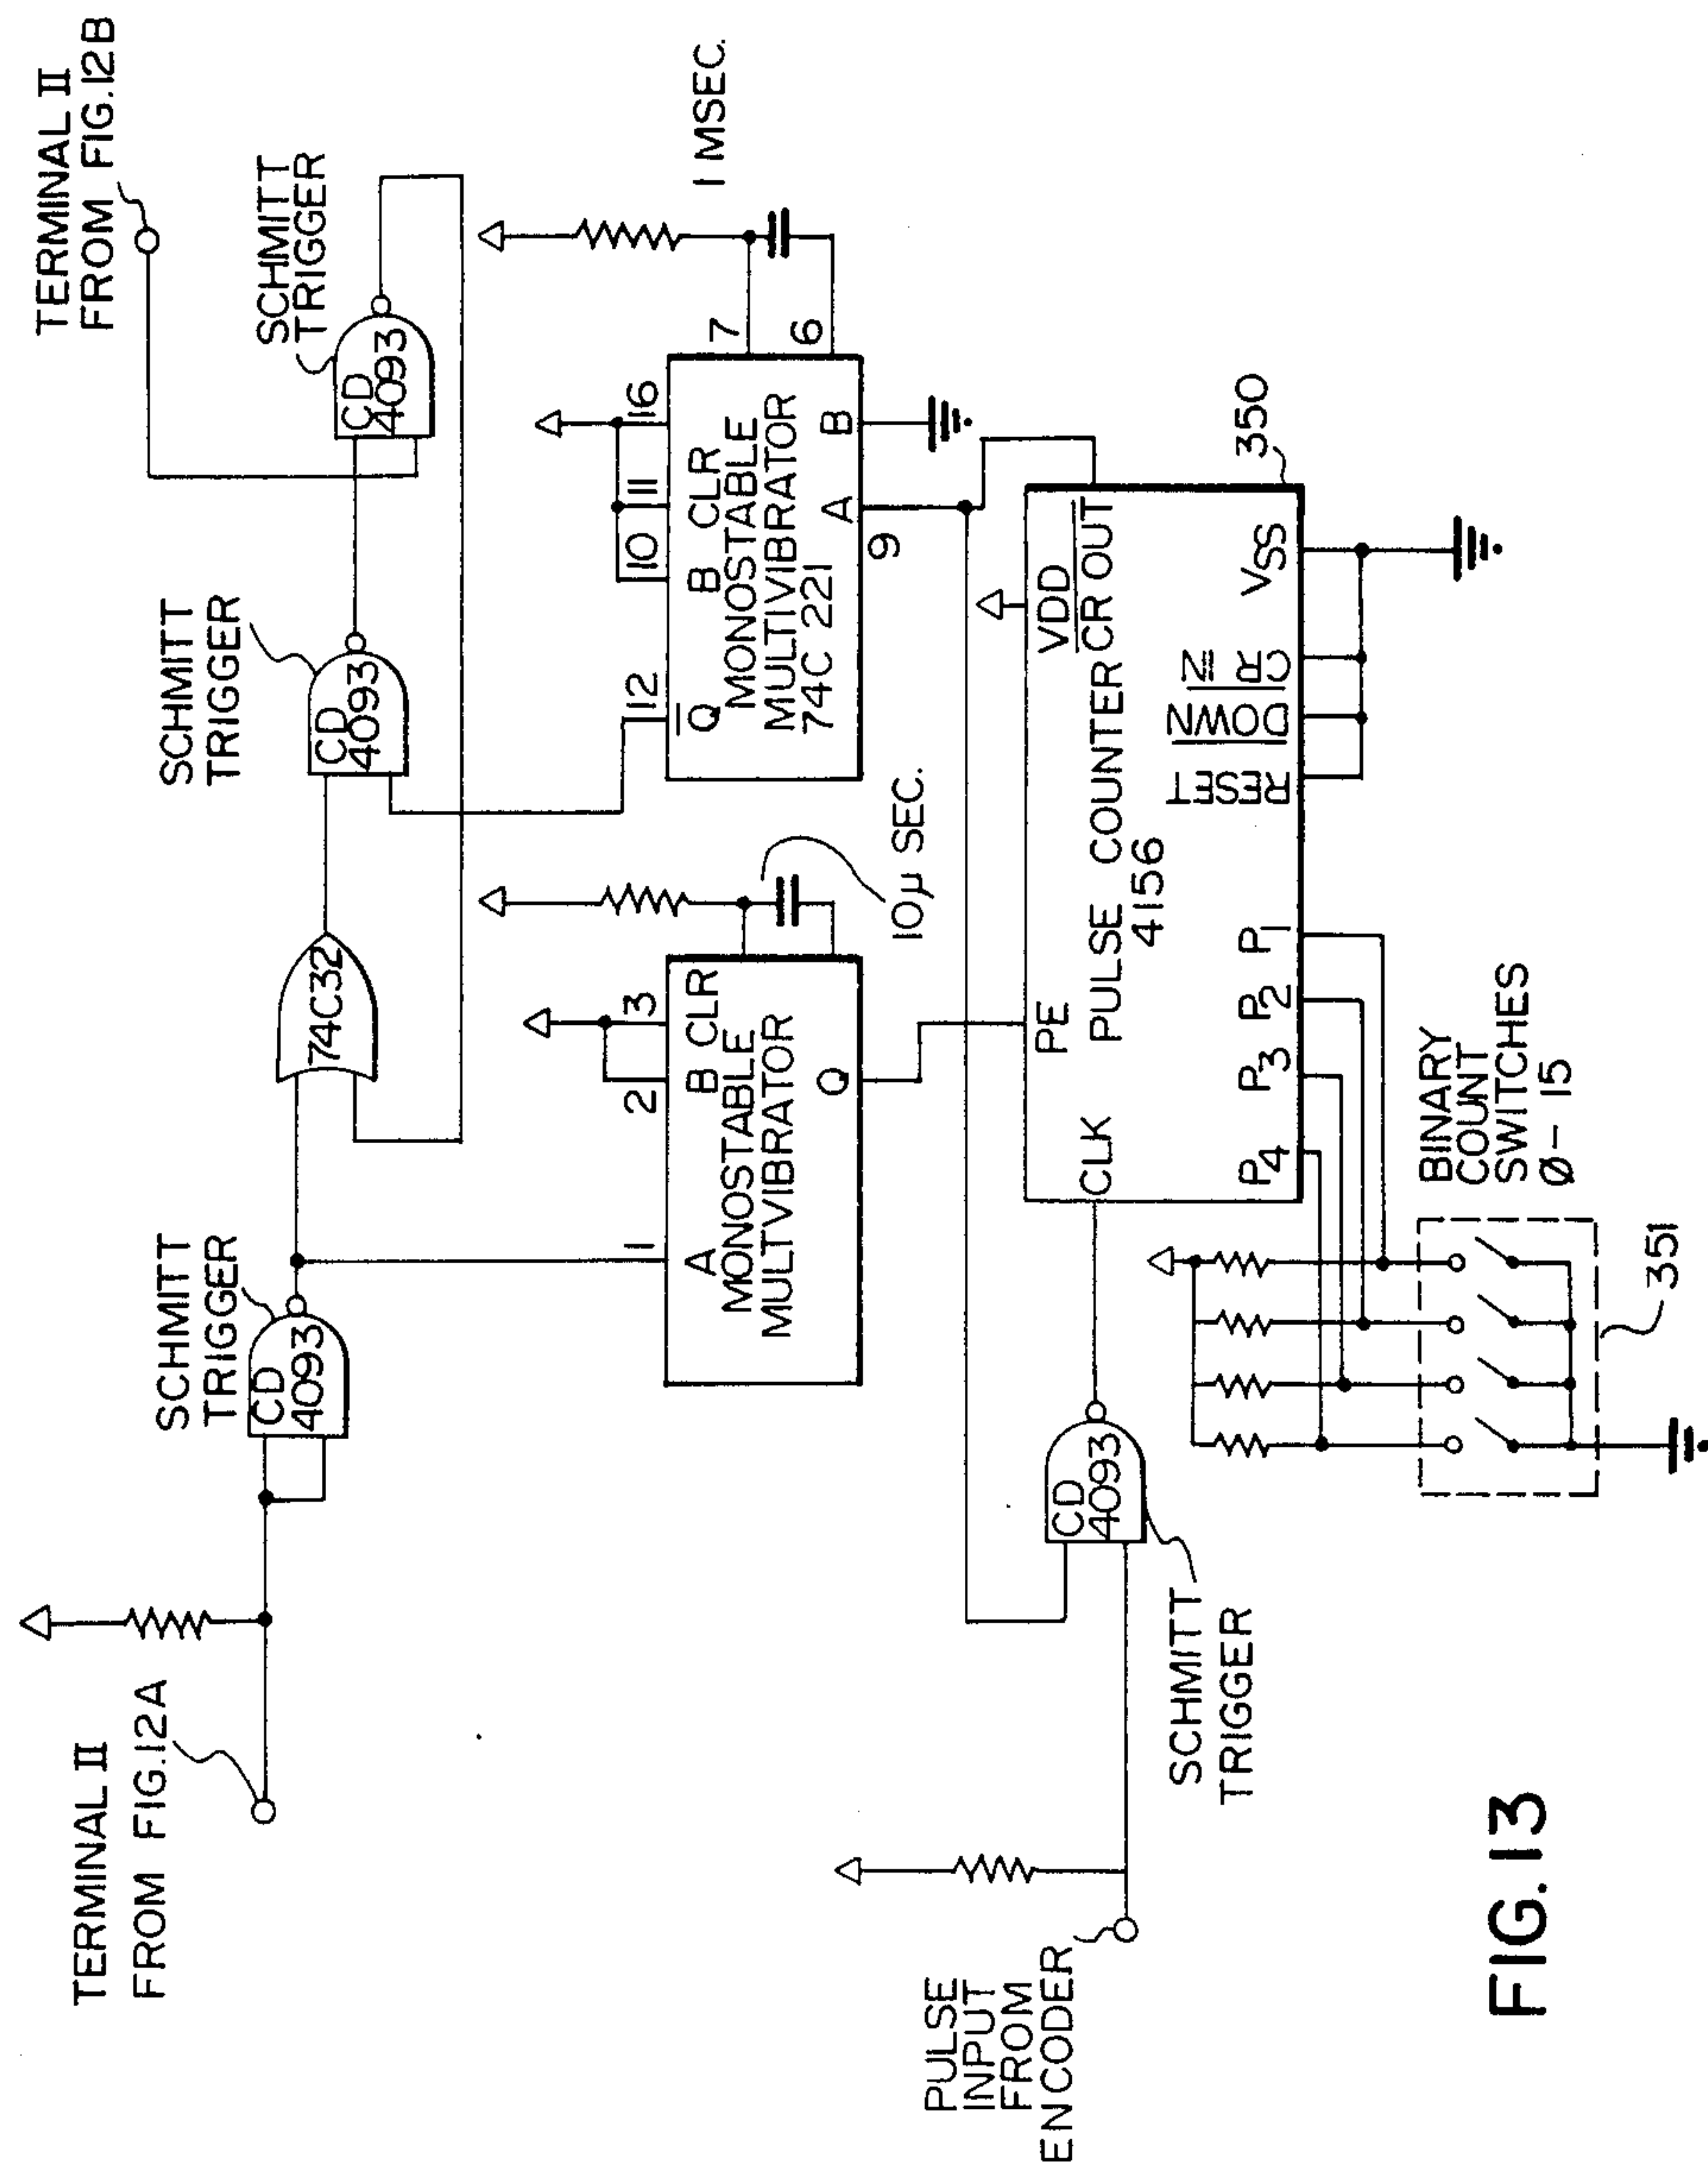 TERMINAL II
FROM FIG.12A
SCHMITT
TRIGGER
CD
4093
74C32
SCHMITT
TRIGGER
CD
4093
SCHMITT
TRIGGER
CD
4093
TERMINAL II
FROM FIG.12B
1
2
3
A
B CLR
MONOSTABLE
MULTIVIBRATOR
Q
10 µ SEC.
12
10
11
16
Q
B CLR
MONOSTABLE
MULTIVIBRATOR
74C 221
A
B
9
7
6
1 MSEC.
PULSE
INPUT
FROM
ENCODER
CD
4093
SCHMITT
TRIGGER
CLK
PE
VDD
CR OUT
PULSE COUNTER
4156
P4
P3
P2
P1
RESET
DOWN
CR IN
VSS
350
BINARY
COUNT
SWITCHES
Ø-15
351
FIG.13